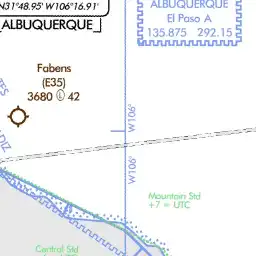 N31°48.95' W106°16.91'
ALBUQUERQUE
ALBUQUERQUE
El Paso A
135.875 292.15
Fabens
(E35)
3680 Ⓛ 42
W106°
W106°
Mountain Std
+7 = UTC
Central Std